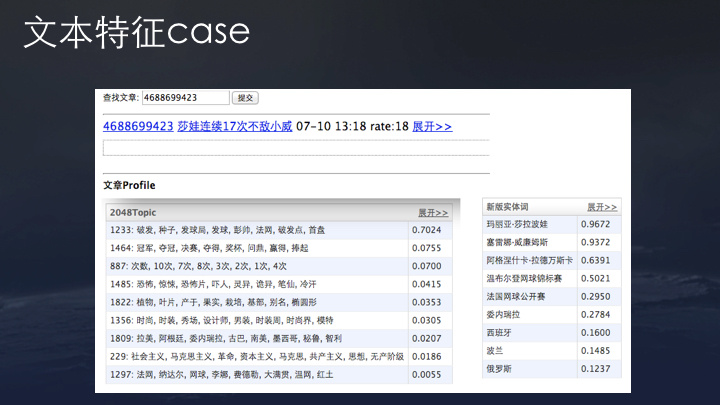 文本特征case
查找文章: 4688699423 提交
4688699423 莎娃连续17次不敌小威 07-10 13:18 rate:18 展开>>
文章Profile
2048Topic 展开>>
1233: 破发, 种子, 发球局, 发球, 彭帅, 法网, 破发点, 首盘 0.7024
1464: 冠军, 夺冠, 决赛, 夺得, 奖杯, 问鼎, 赢得, 捧起 0.0755
887: 次数, 10次, 7次, 8次, 3次, 2次, 1次, 4次 0.0700
1485: 恐怖, 惊悚, 恐怖片, 吓人, 灵异, 诡异, 笔仙, 冷汗 0.0415
1822: 植物, 叶片, 产于, 果实, 栽培, 基部, 别名, 椭圆形 0.0353
1356: 时尚, 时装, 秀场, 设计师, 男装, 时装周, 时尚界, 模特 0.0305
1809: 拉美, 阿根廷, 委内瑞拉, 古巴, 南美, 墨西哥, 秘鲁, 智利 0.0207
229: 社会主义, 马克思主义, 革命, 资本主义, 马克思, 共产主义, 思想, 无产阶级 0.0186
1297: 法网, 纳达尔, 网球, 李娜, 费德勒, 大满贯, 温网, 红土 0.0055
新版实体词 展开>>
玛丽亚·莎拉波娃 0.9672
塞雷娜·威廉姆斯 0.9372
阿格涅什卡·拉德万斯卡 0.6391
温布尔登网球锦标赛 0.5021
法国网球公开赛 0.2950
委内瑞拉 0.2784
西班牙 0.1600
波兰 0.1485
俄罗斯 0.1237